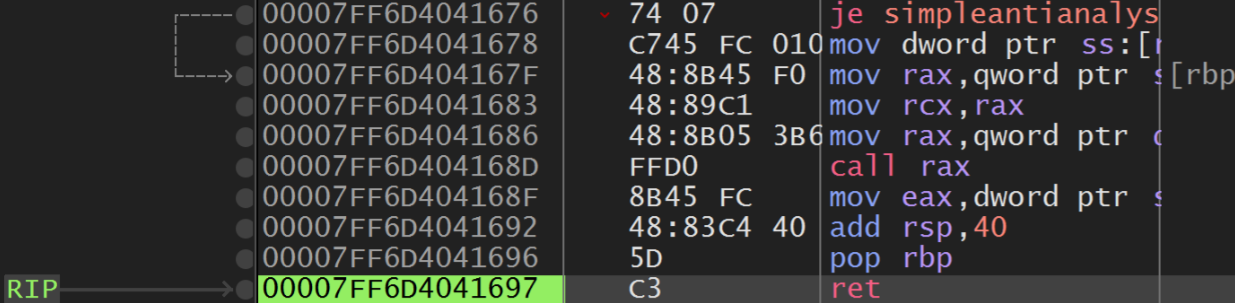 00007FF6D4041676 74 07 je simpleantianalys
00007FF6D4041678 C745 FC 010 mov dword ptr ss:[r
00007FF6D404167F 48:8B45 F0 mov rax,qword ptr s[rbp
00007FF6D4041683 48:89C1 mov rcx,rax
00007FF6D4041686 48:8B05 3B6 mov rax,qword ptr d
00007FF6D404168D FFD0 call rax
00007FF6D404168F 8B45 FC mov eax,dword ptr s
00007FF6D4041692 48:83C4 40 add rsp,40
00007FF6D4041696 5D pop rbp
RIP 00007FF6D4041697 C3 ret